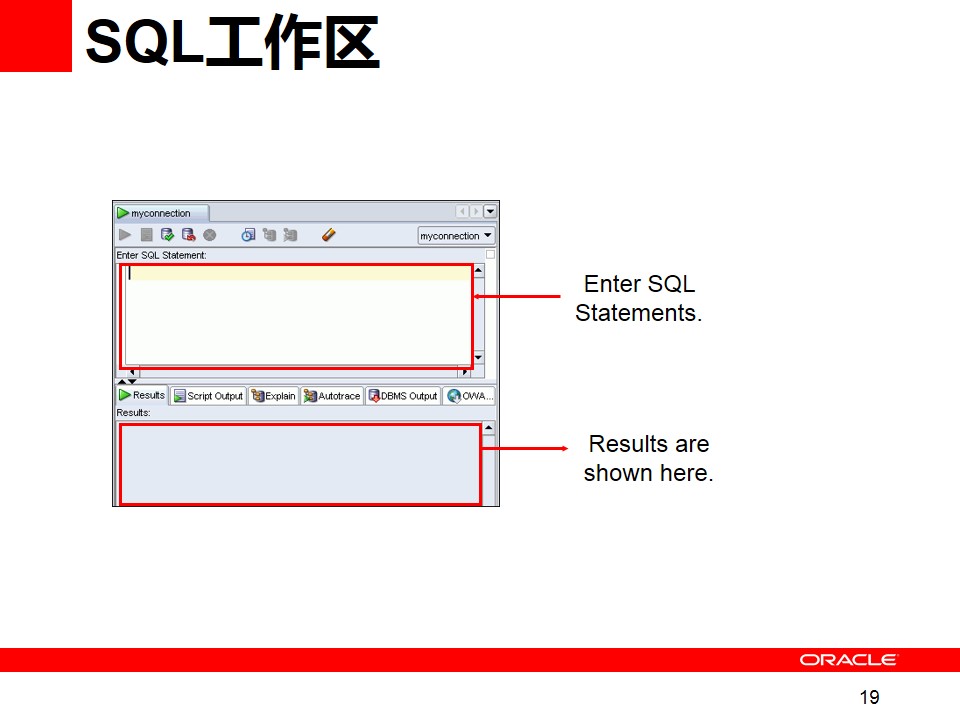 SQL工作区
myconnection
myconnection
Enter SQL Statement:
Enter SQL
Statements.
Results Script Output Explain Autotrace DBMS Output OWA...
Results:
Results are
shown here.
ORACLE
19